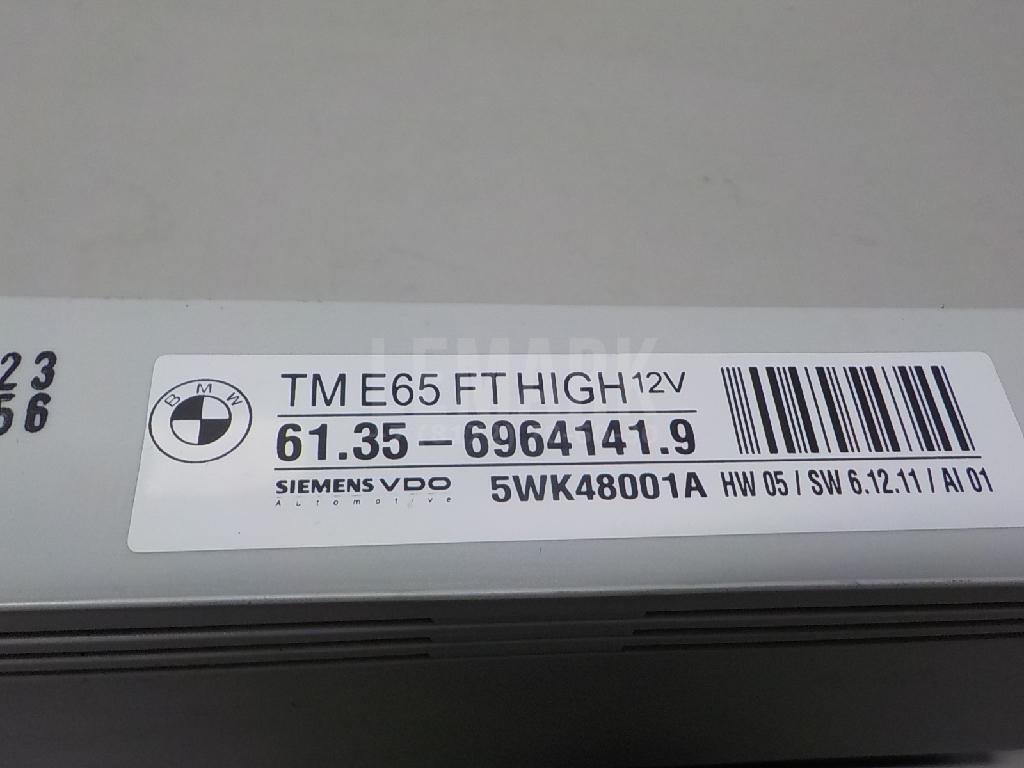 LEMARK
23
56
BMW
TM E65 FT HIGH 12V
61.35 – 6964141.9
SIEMENS VDO
Automotive
5WK48001A HW 05 / SW 6.12.11 / AI 01